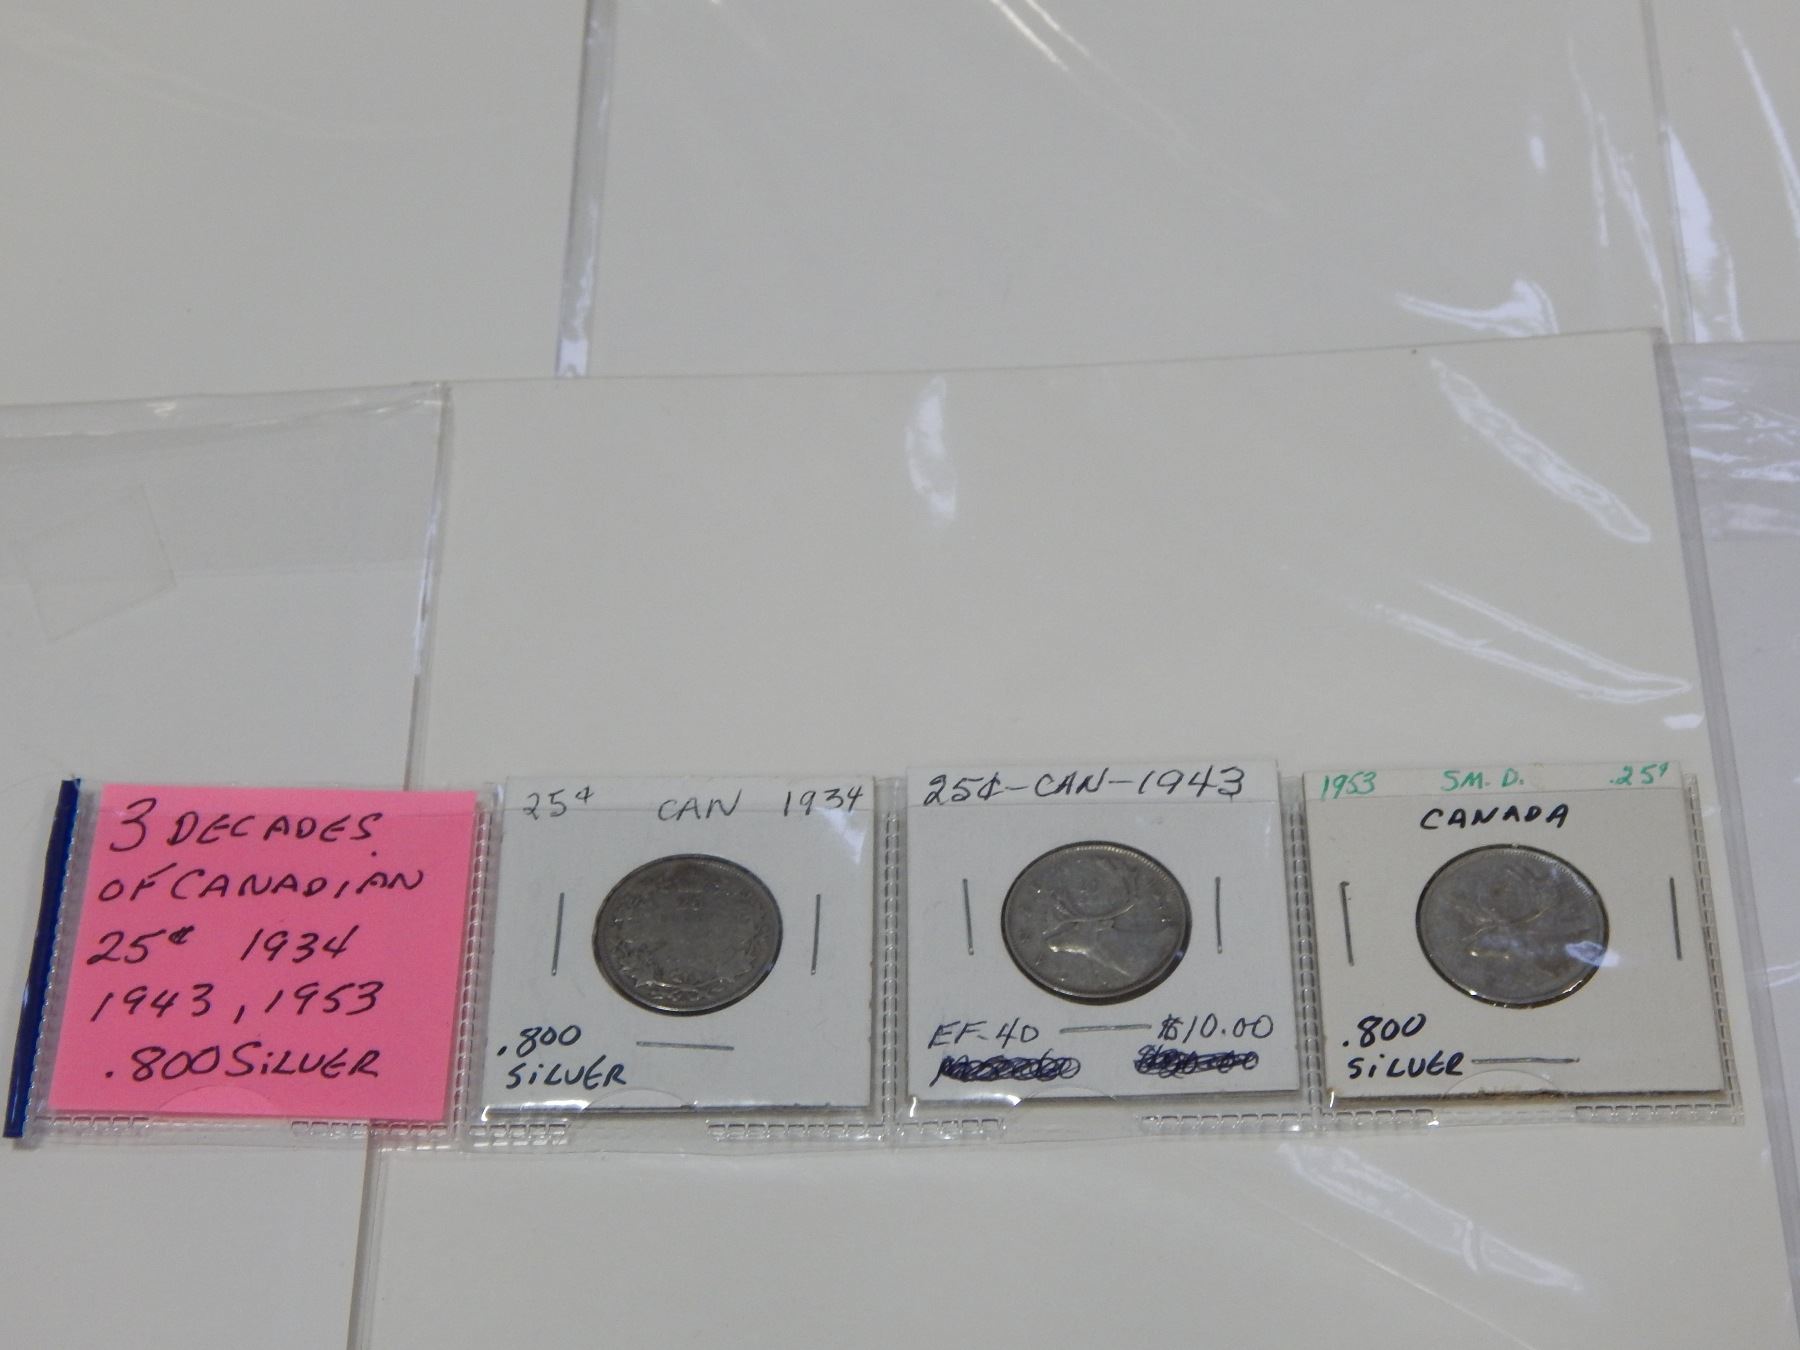 3 DECADES
OF CANADIAN
25¢ 1934
1943, 1953
.800 SiLVER
25¢ CAN 1934
.800
SiLVER
25¢-CAN-1943
EF-40 $10.00
1953 SM. D. .25¢
CANADA
.800
SiLVER